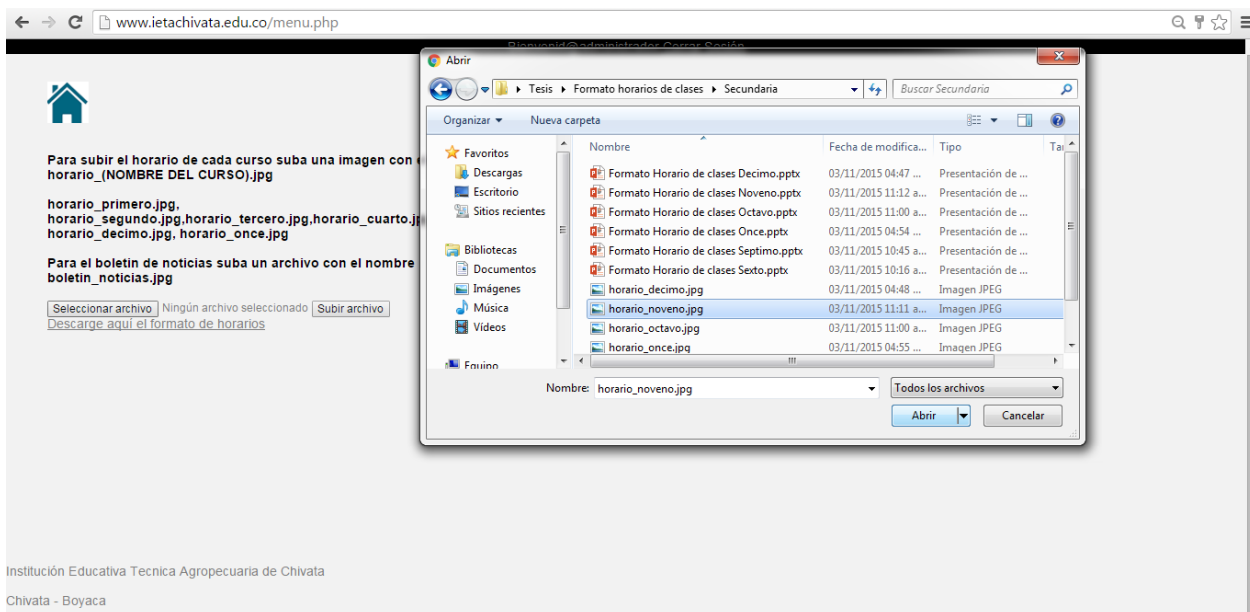 www.ietachivata.edu.co/menu.php
Bienvenid@administrador Cerrar Sesión
Para subir el horario de cada curso suba una imagen con
horario_(NOMBRE DEL CURSO).jpg
horario_primero.jpg,
horario_segundo.jpg,horario_tercero.jpg,horario_cuarto.jp
horario_decimo.jpg, horario_once.jpg
Para el boletin de noticias suba un archivo con el nombre
boletin_noticias.jpg
Seleccionar archivo Ningún archivo seleccionado Subir archivo
Descarge aquí el formato de horarios
Abrir
Tesis Formato horarios de clases Secundaria Buscar Secundaria
Organizar Nueva carpeta
Favoritos
Descargas
Escritorio
Sitios recientes
Bibliotecas
Documentos
Imágenes
Música
Vídeos
Equipo
Nombre Fecha de modifica... Tipo Ta
Formato Horario de clases Decimo.pptx 03/11/2015 04:47 ... Presentación de ...
Formato Horario de clases Noveno.pptx 03/11/2015 11:12 a... Presentación de ...
Formato Horario de clases Octavo.pptx 03/11/2015 11:00 a... Presentación de ...
Formato Horario de clases Once.pptx 03/11/2015 04:54 ... Presentación de ...
Formato Horario de clases Septimo.pptx 03/11/2015 10:45 a... Presentación de ...
Formato Horario de clases Sexto.pptx 03/11/2015 10:16 a... Presentación de ...
horario_decimo.jpg 03/11/2015 04:48 ... Imagen JPEG
horario_noveno.jpg 03/11/2015 11:11 a... Imagen JPEG
horario_octavo.jpg 03/11/2015 11:00 a... Imagen JPEG
horario_once.jpg 03/11/2015 04:55 ... Imagen JPEG
Nombre: horario_noveno.jpg Todos los archivos
Abrir Cancelar
Institución Educativa Tecnica Agropecuaria de Chivata
Chivata - Boyaca